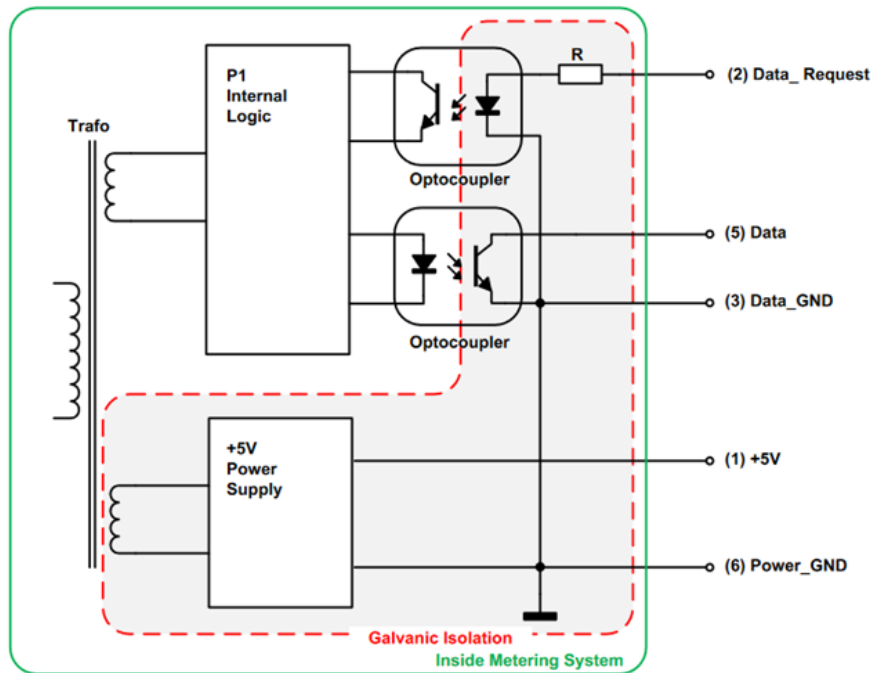 P1
Internal
Logic
R
(2) Data_ Request
Trafo
Optocoupler
(5) Data
(3) Data_GND
Optocoupler
+5V
Power
Supply
(1) +5V
(6) Power_GND
Galvanic Isolation
Inside Metering System